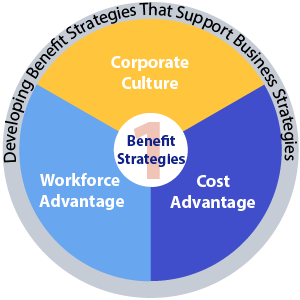 Developing Benefit Strategies That Support Business Strategies
Corporate
Culture
1
Benefit
Strategies
Workforce
Advantage
Cost
Advantage